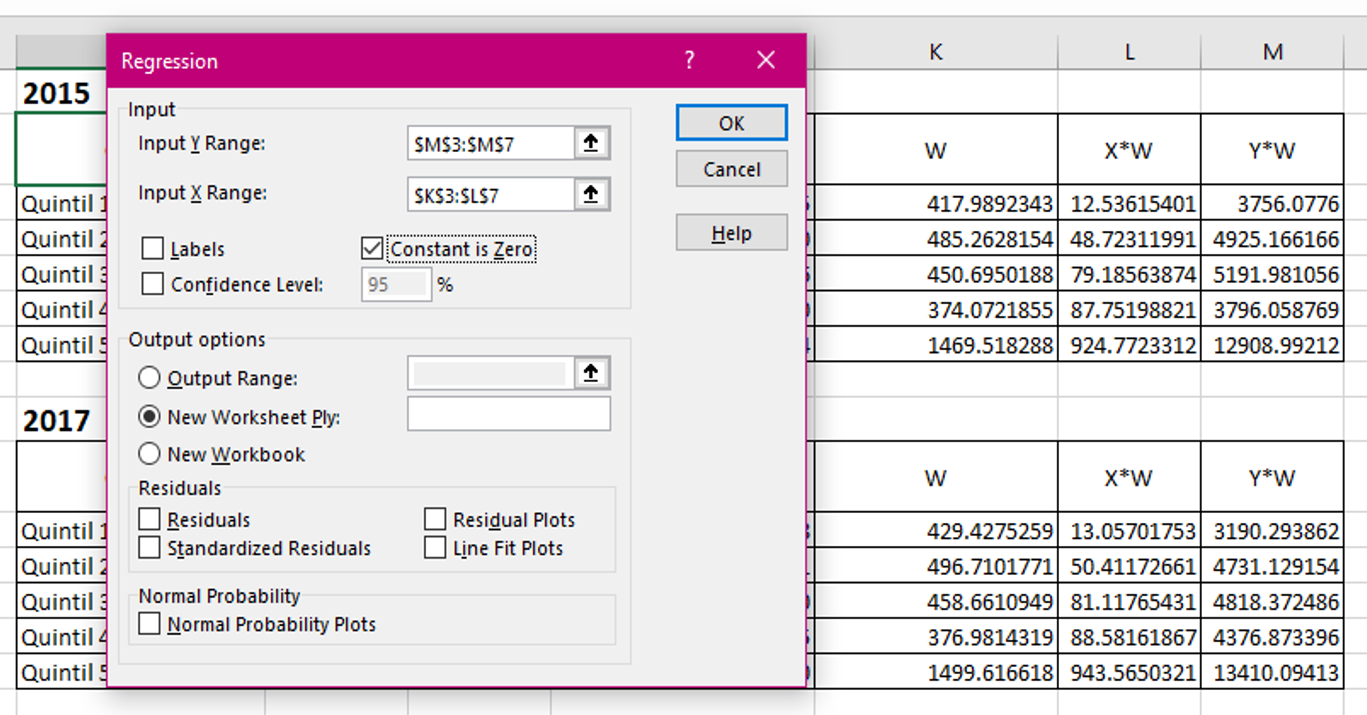 K L M
Regression ?
2015
Input
Input Y Range: $M$3:$M$7
OK
W X*W Y*W
Cancel
Input X Range: $K$3:$L$7
Quintil 1 417.9892343 12.53615401 3756.0776
Help
Quintil 2 485.2628154 48.72311991 4925.166166
Labels Constant is Zero
Quintil 3 450.6950188 79.18563874 5191.981056
Confidence Level: 95 %
Quintil 4 374.0721855 87.75198821 3796.058769
Output options
Quintil 5 1469.518288 924.7723312 12908.99212
Output Range:
2017
New Worksheet Ply:
New Workbook
W X*W Y*W
Residuals
Residuals Residual Plots
Quintil 1 429.4275259 13.05701753 3190.293862
Standardized Residuals Line Fit Plots
Quintil 2 496.7101771 50.41172661 4731.129154
Normal Probability
Quintil 3 458.6610949 81.11765431 4818.372486
Normal Probability Plots
Quintil 4 376.9814319 88.58161867 4376.873396
Quintil 5 1499.616618 943.5650321 13410.09413